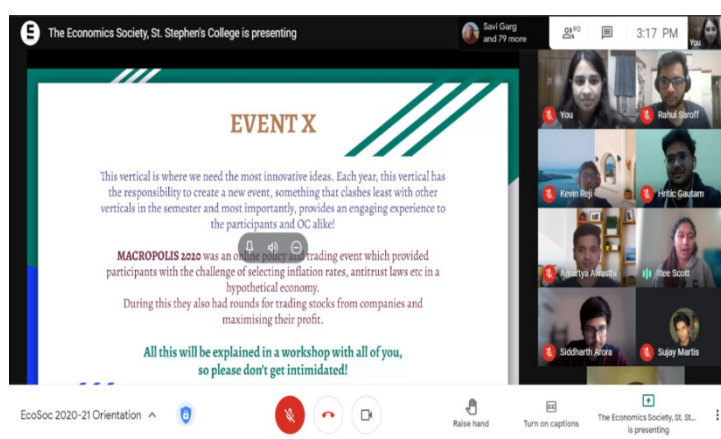 The Economics Society, St. Stephen's College is presenting
Savi Garg
and 79 more
90
3:17 PM
You
EVENT X
This vertical is where we need the most innovative ideas. Each year, this vertical has
the responsibility to create a new event, something that clashes least with other
verticals in the semester and most importantly, provides an engaging experience to
the participants and OC alike!
MACROPOLIS 2020 was an online policy and trading event which provided
participants with the challenge of selecting inflation rates, antitrust laws etc in a
hypothetical economy.
During this they also had rounds for trading stocks from companies and
maximising their profit.
All this will be explained in a workshop with all of you,
so please don't get intimidated!
You
Rahul Saroff
Kevin Reji
Hritic Gautam
Amartya Awasthi
Itee Scott
Siddharth Arora
Sujay Martis
EcoSoc 2020-21 Orientation
Raise hand
Turn on captions
The Economics Society, St. St...
is presenting